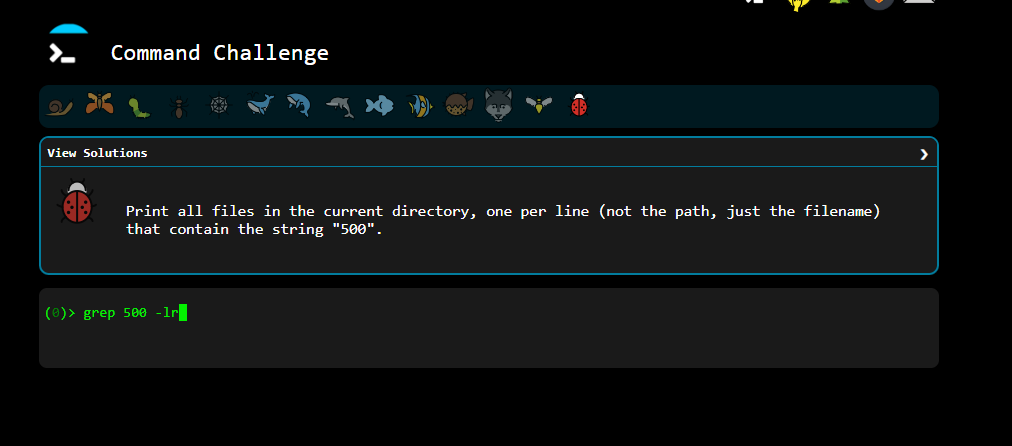 Command Challenge
View Solutions
Print all files in the current directory, one per line (not the path, just the filename)
that contain the string "500".
(0)> grep 500 -lr